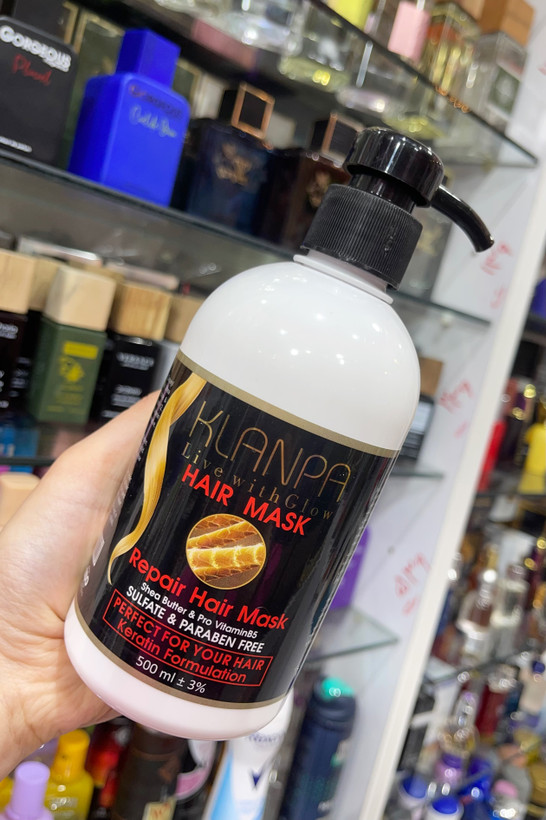 GORGEOUS
KLANPA
Live with Glow
HAIR MASK
Repair Hair Mask
Shea Butter & Pro VitaminB5
SULFATE & PARABEN FREE
PERFECT FOR YOUR HAIR
Keratin Formulation
500 ml ± 3%